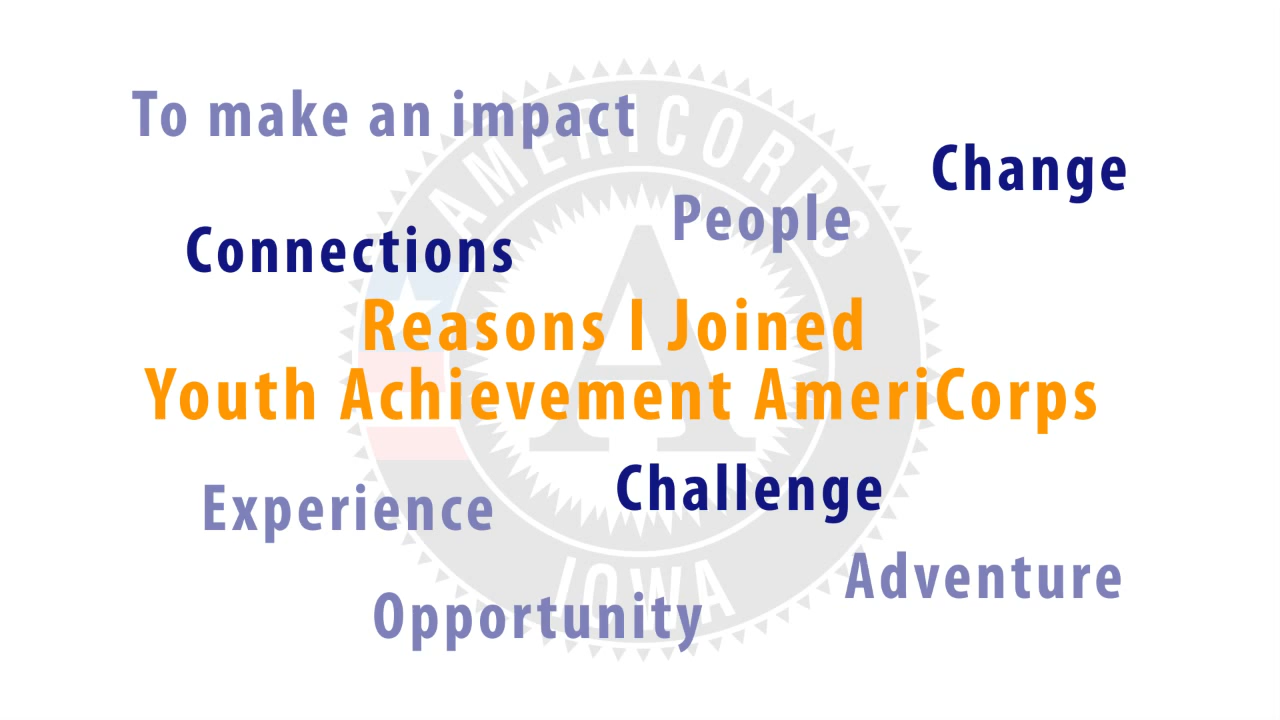 To make an impact
Change
People
Connections
Reasons I Joined
Youth Achievement AmeriCorps
Challenge
Experience
Adventure
Opportunity
AMERICORPS
A
IOWA